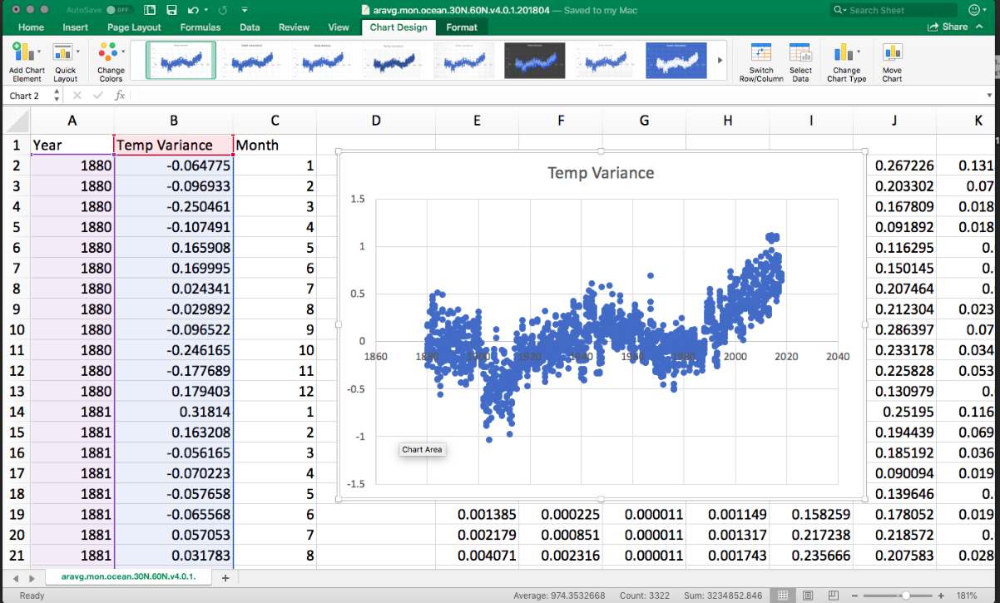 AutoSave OFF aravg.mon.ocean.30N.60N.v4.0.1.201804 — Saved to my Mac Search Sheet
Home Insert Page Layout Formulas Data Review View Chart Design Format Share
Add Chart Element Quick Layout Change Colors Switch Row/Column Select Data Change Chart Type Move Chart
Chart 2 fx
A B C D E F G H I J K
1 Year Temp Variance Month
2 1880 -0.064775 1 0.267226 0.131
3 1880 -0.096933 2 0.203302 0.07
4 1880 -0.250461 3 0.167809 0.018
5 1880 -0.107491 4 0.091892 0.018
6 1880 0.165908 5 0.116295 0.
7 1880 0.169995 6 0.150145 0.
8 1880 0.024341 7 0.207464 0.
9 1880 -0.029892 8 0.212304 0.023
10 1880 -0.096522 9 0.286397 0.07
11 1880 -0.246165 10 0.233178 0.034
12 1880 -0.177689 11 0.225828 0.053
13 1880 0.179403 12 0.130979 0.
14 1881 0.31814 1 0.25195 0.116
15 1881 0.163208 2 0.194439 0.069
16 1881 -0.056165 3 0.185192 0.036
17 1881 -0.070223 4 0.090094 0.019
18 1881 -0.057658 5 0.139646 0.
19 1881 -0.065568 6 0.001385 0.000225 0.000011 0.001149 0.158259 0.178052 0.019
20 1881 0.057053 7 0.002179 0.000851 0.000011 0.001317 0.217238 0.218572 0.
21 1881 0.031783 8 0.004071 0.002316 0.000011 0.001743 0.235666 0.207583 0.028
Temp Variance
1.5
1
0.5
0
1860 1880 1900 1920 1940 1960 1980 2000 2020 2040
-0.5
-1
-1.5
Chart Area
aravg.mon.ocean.30N.60N.v4.0.1. +
Ready Average: 974.3532668 Count: 3322 Sum: 3234852.846 181%